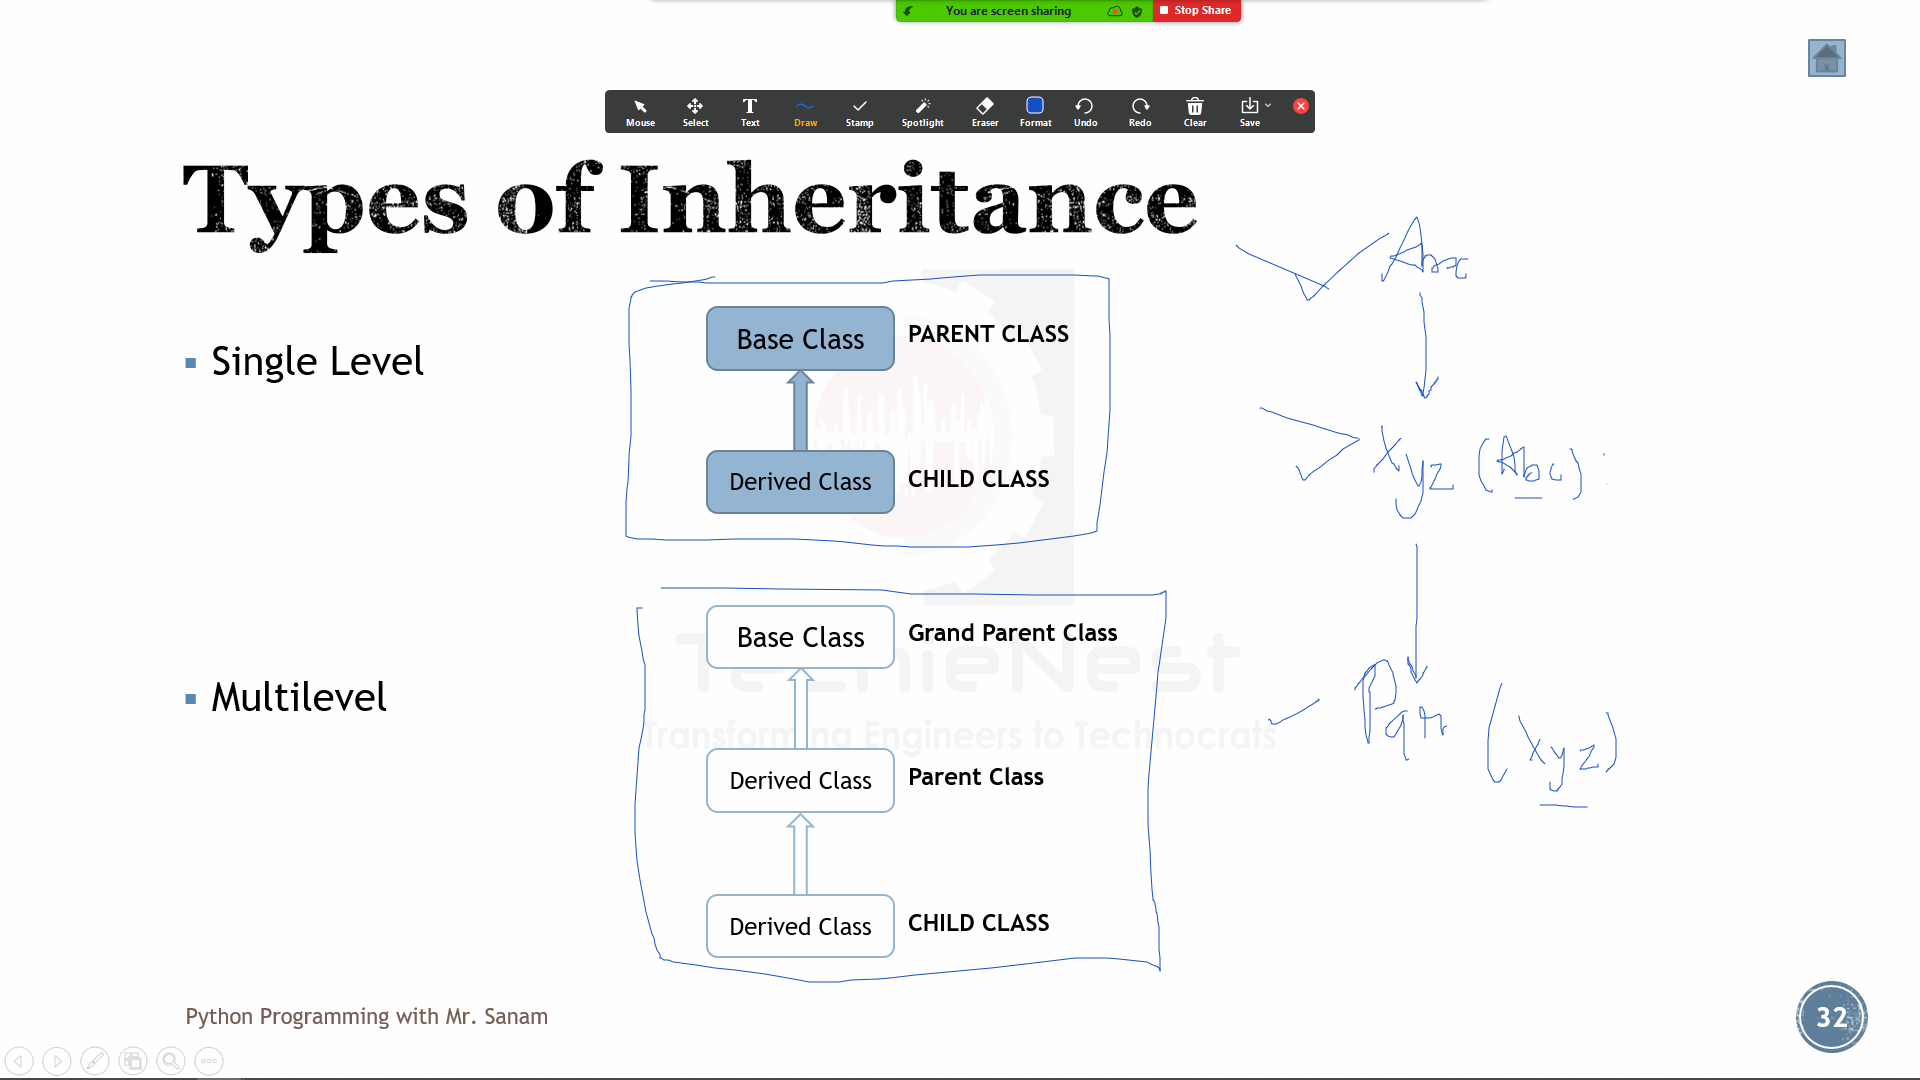 You are screen sharing
Stop Share
Mouse Select Text Draw Stamp Spotlight Eraser Format Undo Redo Clear Save
Types of Inheritance
Abc
Single Level
Base Class PARENT CLASS
Derived Class CHILD CLASS
Xyz (Abc) :
Multilevel
Base Class Grand Parent Class
Derived Class Parent Class
Derived Class CHILD CLASS
Pqr (Xyz)
TechieNest
Transforming Engineers to Technocrats
Python Programming with Mr. Sanam
32